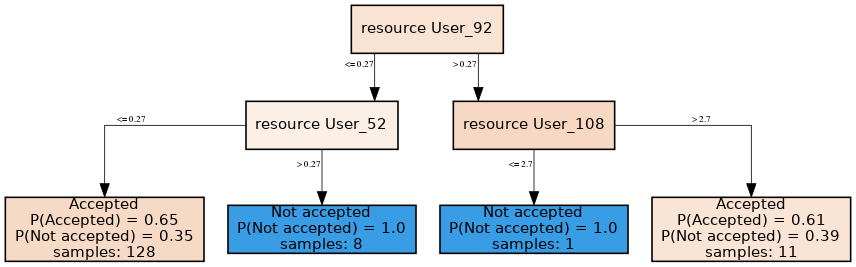 resource User_92
<=0.27
>0.27
resource User_52
resource User_108
<=0.27
>0.27
<=2.7
>2.7
Accepted
P(Accepted) = 0.65
P(Not accepted) = 0.35
samples: 128
Not accepted
P(Not accepted) = 1.0
samples: 8
Not accepted
P(Not accepted) = 1.0
samples: 1
Accepted
P(Accepted) = 0.61
P(Not accepted) = 0.39
samples: 11